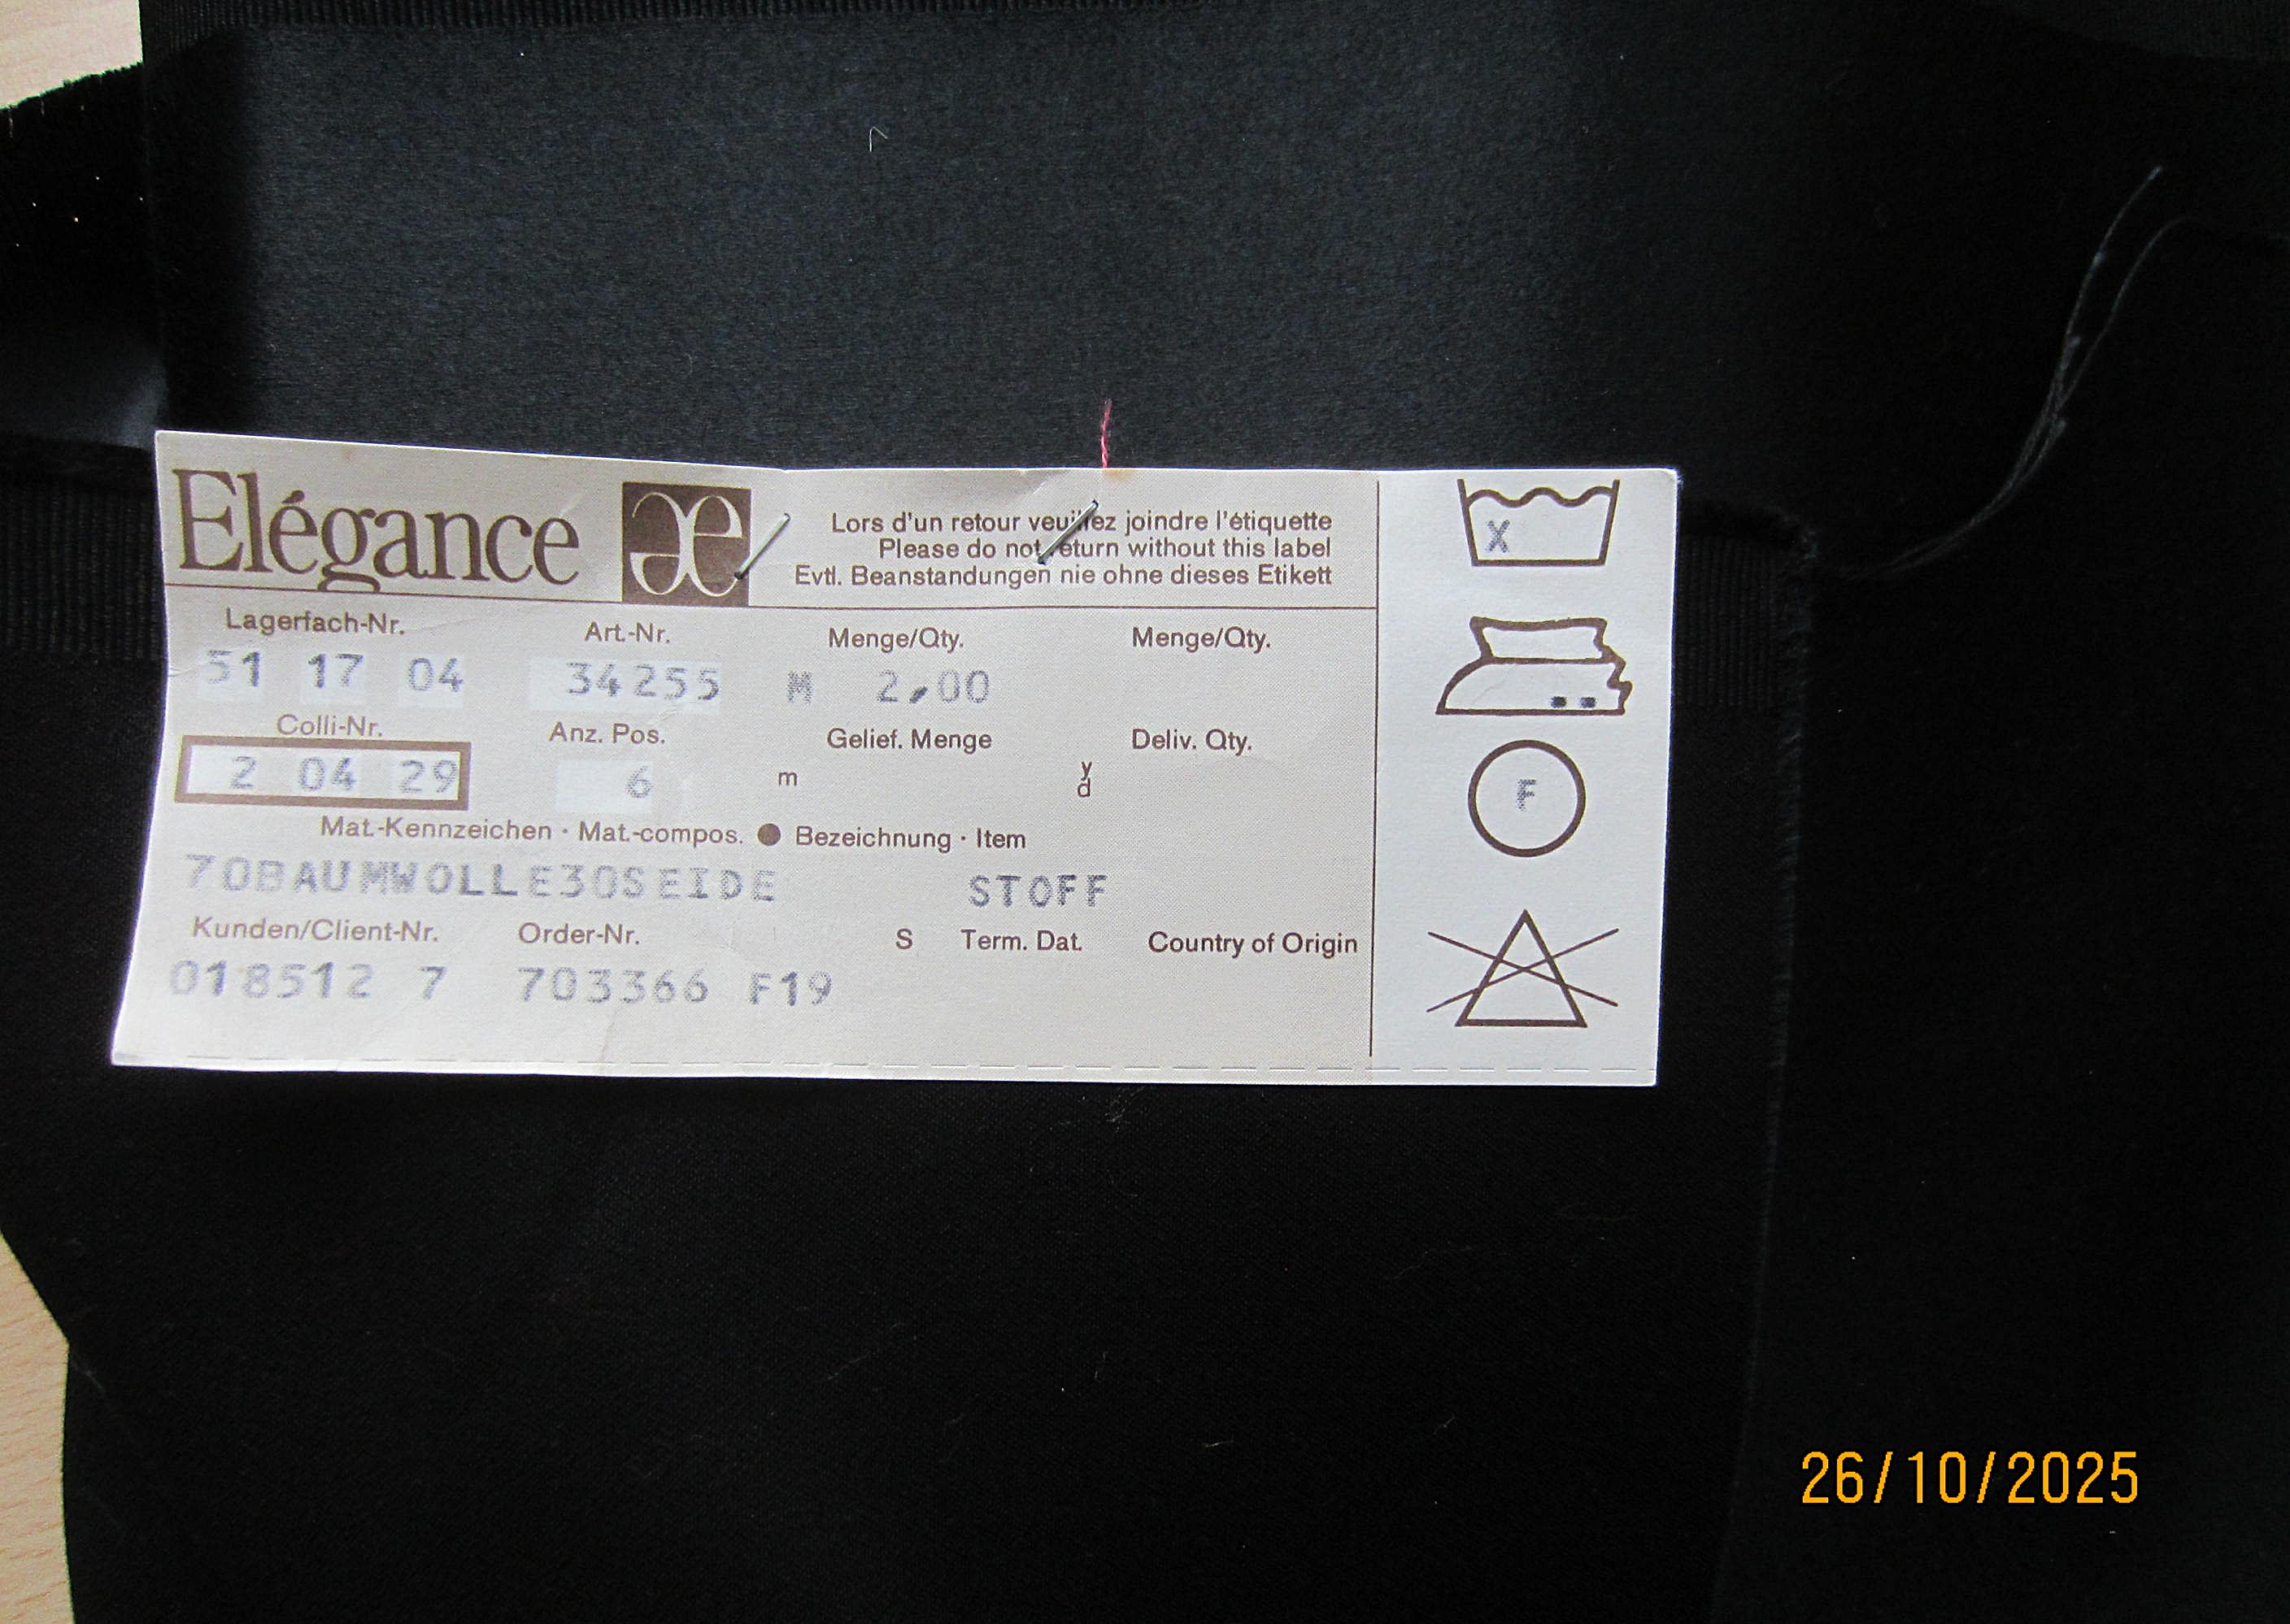 Elégance æ
Lors d'un retour veuillez joindre l'étiquette
Please do not return without this label
Evtl. Beanstandungen nie ohne dieses Etikett
Lagerfach-Nr. Art.-Nr. Menge/Qty. Menge/Qty.
51 17 04 34255 M 2,00
Colli-Nr. Anz. Pos. Gelief. Menge Deliv. Qty.
2 04 29 6 m yd
Mat.-Kennzeichen · Mat.-compos. ● Bezeichnung · Item
70BAUMWOLLE30SEIDE STOFF
Kunden/Client-Nr. Order-Nr. S Term. Dat. Country of Origin
018512 7 703366 F19
X
F
26/10/2025